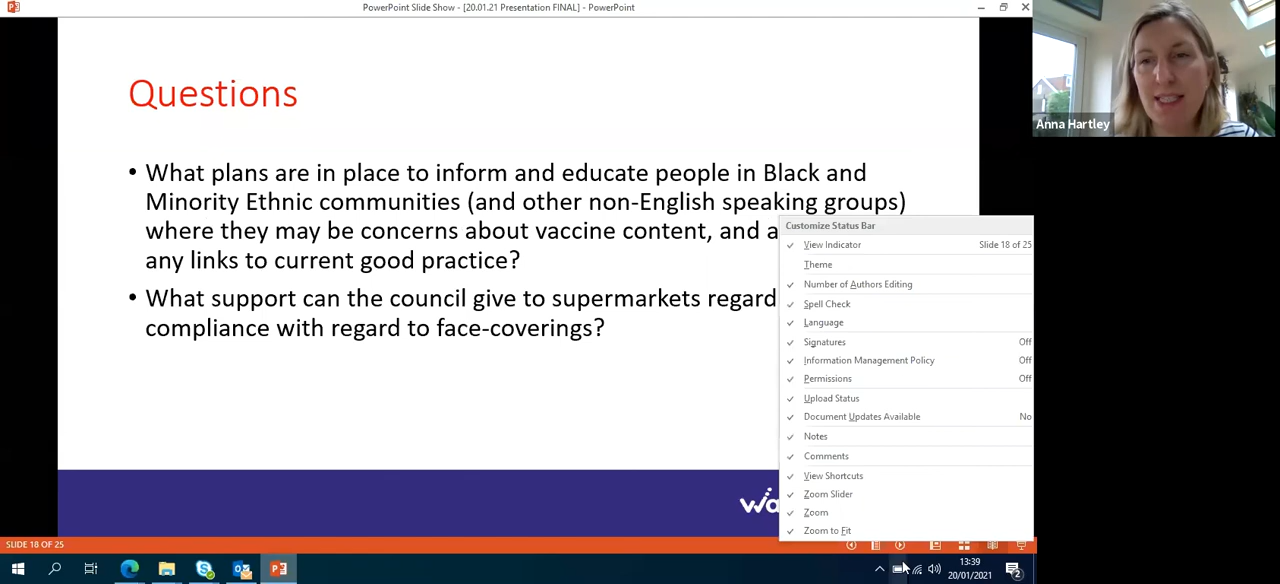 PowerPoint Slide Show - [20.01.21 Presentation FINAL] - PowerPoint
Anna Hartley
Questions
• What plans are in place to inform and educate people in Black and
Minority Ethnic communities (and other non-English speaking groups)
where they may be concerns about vaccine content, and a
any links to current good practice?
• What support can the council give to supermarkets regard
compliance with regard to face-coverings?
Customize Status Bar
View Indicator Slide 18 of 25
Theme
Number of Authors Editing
Spell Check
Language
Signatures Off
Information Management Policy Off
Permissions Off
Upload Status
Document Updates Available No
Notes
Comments
View Shortcuts
Zoom Slider
Zoom
Zoom to Fit
wa
SLIDE 18 OF 25
13:39
20/01/2021
2